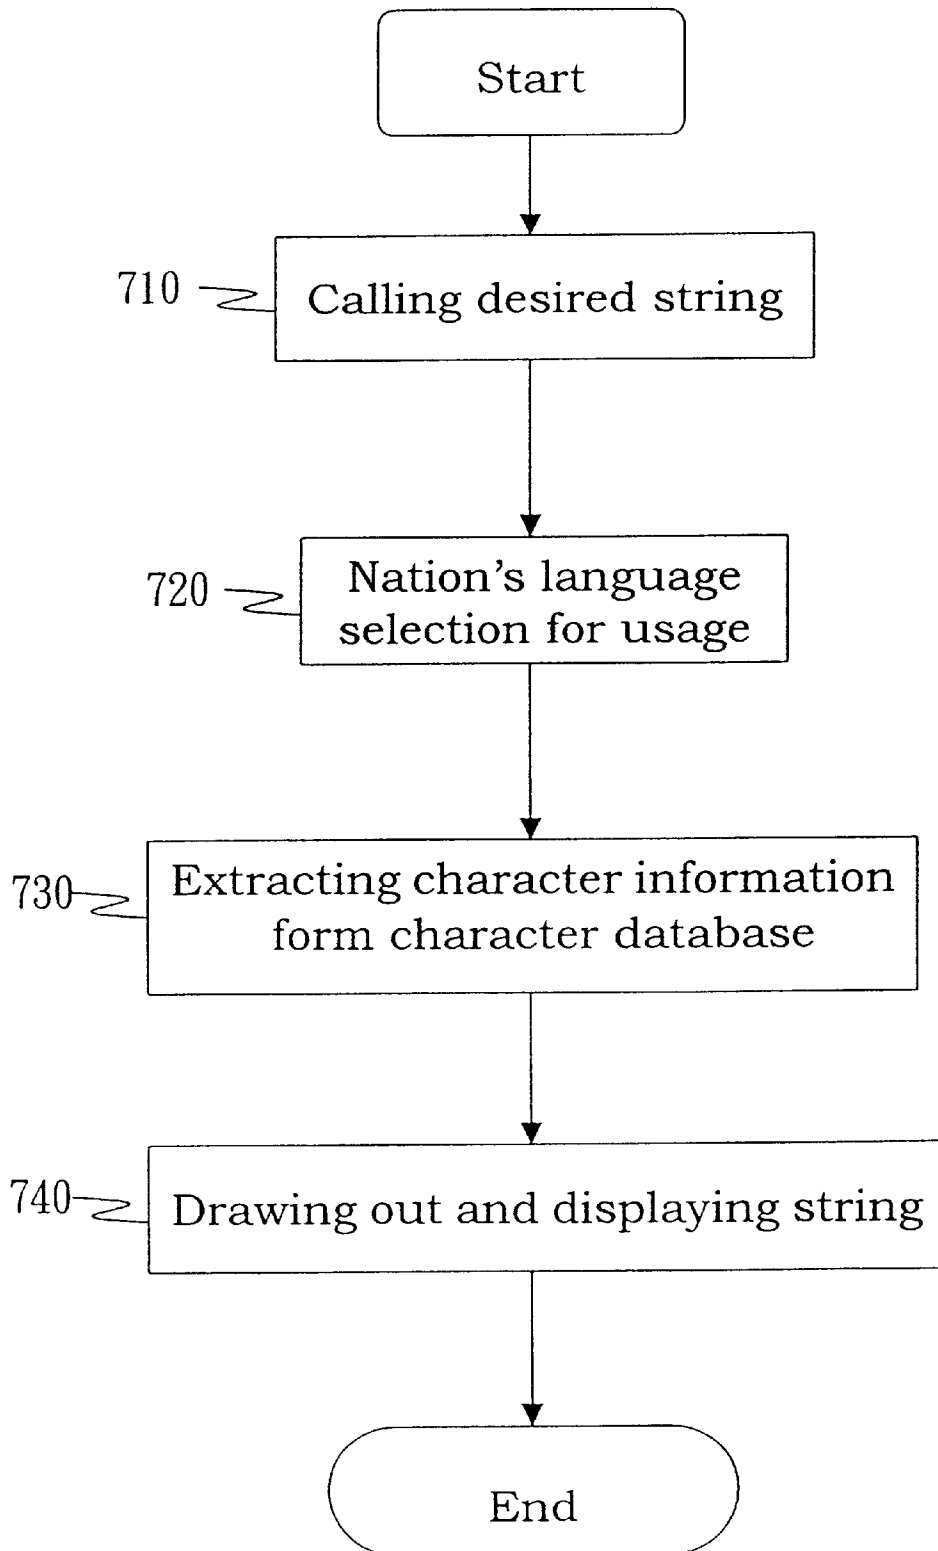 Start
710
Calling desired string
720
Nation's language
selection for usage
730
Extracting character information
form character database
740
Drawing out and displaying string
End